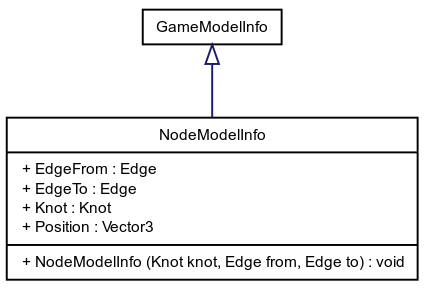 GameModelInfo
NodeModelInfo
+ EdgeFrom : Edge
+ EdgeTo : Edge
+ Knot : Knot
+ Position : Vector3
+ NodeModelInfo (Knot knot, Edge from, Edge to) : void